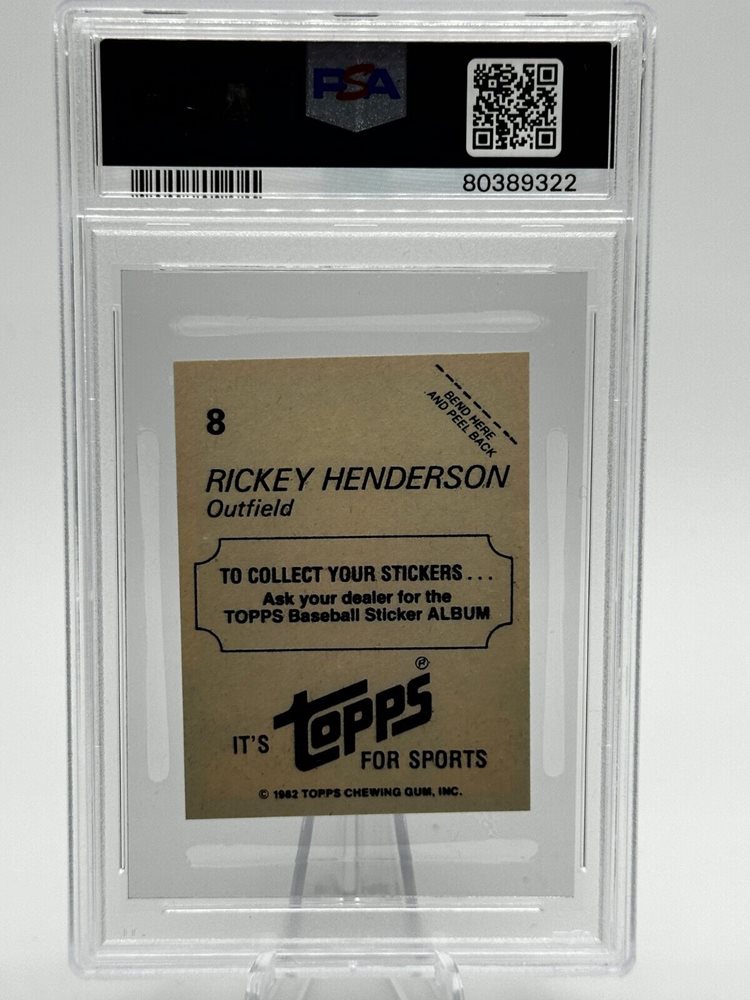 PSA
80389322
8
BEND HERE
AND PEEL BACK
RICKEY HENDERSON
Outfield
TO COLLECT YOUR STICKERS...
Ask your dealer for the
TOPPS Baseball Sticker ALBUM
IT'S topps® FOR SPORTS
© 1982 TOPPS CHEWING GUM, INC.